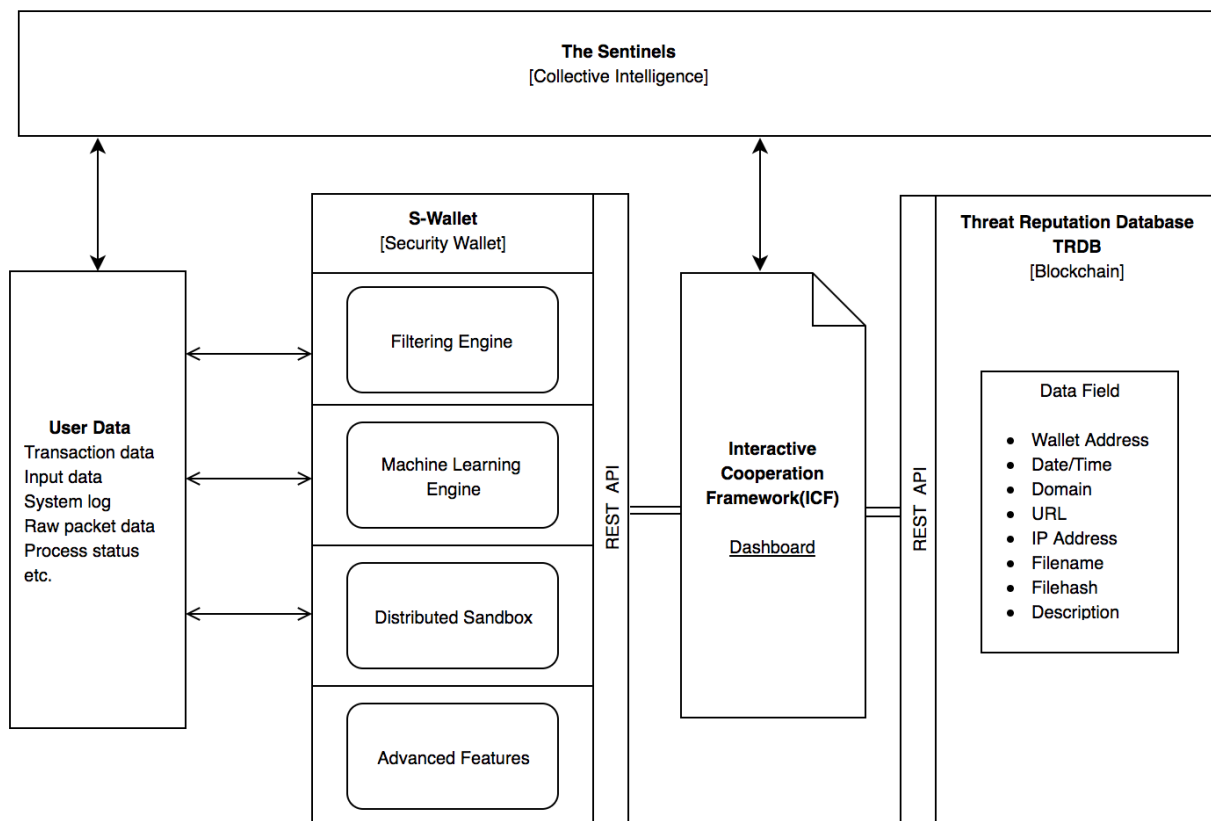 The Sentinels
[Collective Intelligence]
S-Wallet
[Security Wallet]
Filtering Engine
Machine Learning
Engine
Distributed Sandbox
Advanced Features
REST API
User Data
Transaction data
Input data
System log
Raw packet data
Process status
etc.
Interactive
Cooperation
Framework(ICF)
Dashboard
REST API
Threat Reputation Database
TRDB
[Blockchain]
Data Field
● Wallet Address
● Date/Time
● Domain
● URL
● IP Address
● Filename
● Filehash
● Description